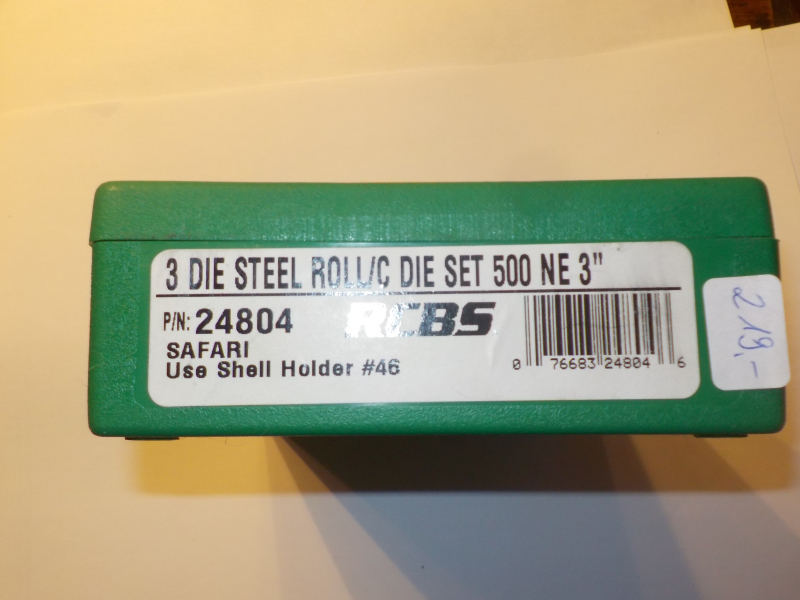 3 DIE STEEL ROLL/C DIE SET 500 NE 3"
P/N: 24804
RCBS
SAFARI
Use Shell Holder #46
0 76683 24804 6
219,-